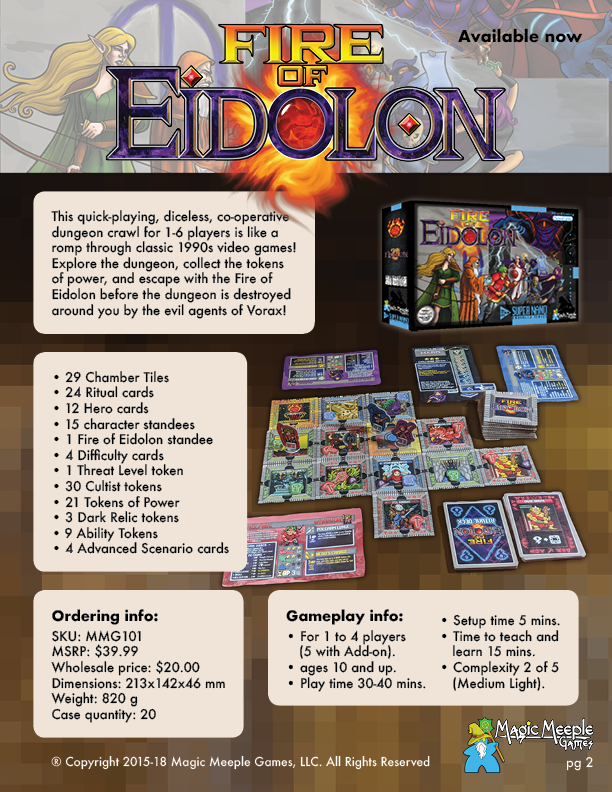 Available now
FIRE
OF
EIDOLON
This quick-playing, diceless, co-operative
dungeon crawl for 1-6 players is like a
romp through classic 1990s video games!
Explore the dungeon, collect the tokens
of power, and escape with the Fire of
Eidolon before the dungeon is destroyed
around you by the evil agents of Vorax!
FIRE
OF
EIDOLON
• 29 Chamber Tiles
• 24 Ritual cards
• 12 Hero cards
• 15 character standees
• 1 Fire of Eidolon standee
• 4 Difficulty cards
• 1 Threat Level token
• 30 Cultist tokens
• 21 Tokens of Power
• 3 Dark Relic tokens
• 9 Ability Tokens
• 4 Advanced Scenario cards
Ordering info:
SKU: MMG101
MSRP: $39.99
Wholesale price: $20.00
Dimensions: 213x142x46 mm
Weight: 820 g
Case quantity: 20
Gameplay info:
• For 1 to 4 players
(5 with Add-on).
• ages 10 and up.
• Play time 30-40 mins.
• Setup time 5 mins.
• Time to teach and
learn 15 mins.
• Complexity 2 of 5
(Medium Light).
Magic Meeple
Games
® Copyright 2015-18 Magic Meeple Games, LLC. All Rights Reserved
pg 2